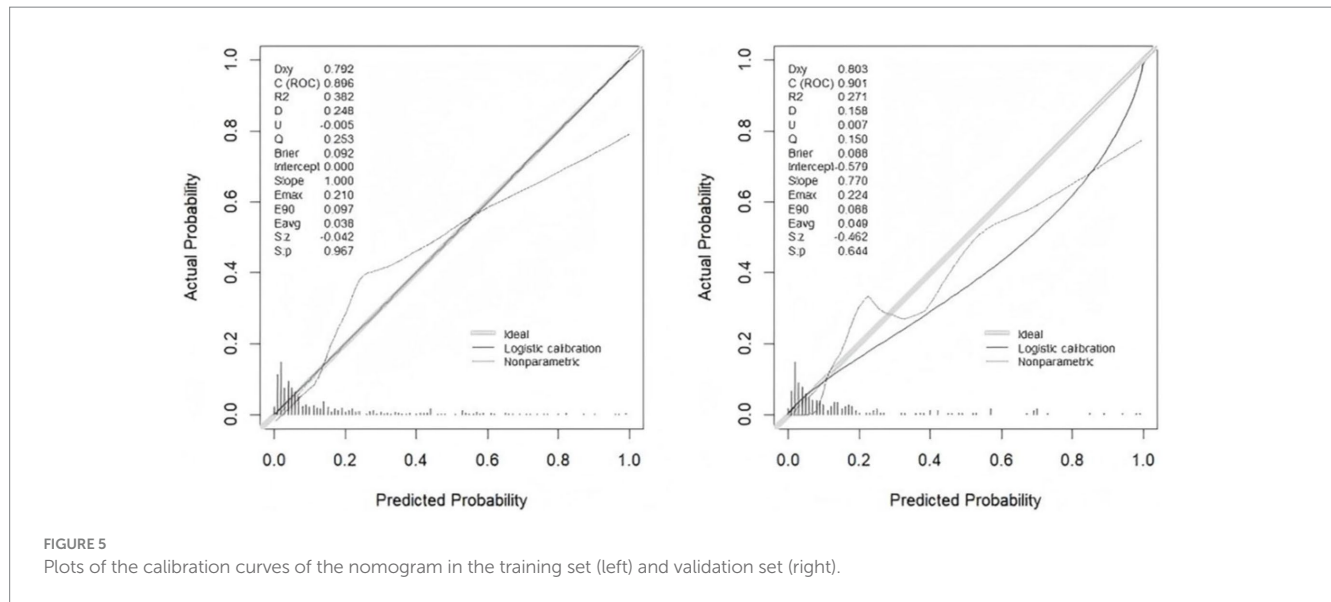 Actual Probability
1.0
0.8
0.6
0.4
0.2
0.0
Dxy 0.792
C (ROC) 0.896
R2 0.382
D 0.248
U -0.005
Q 0.253
Brier 0.092
Intercept 0.000
Slope 1.000
Emax 0.210
E90 0.097
Eavg 0.038
S:z -0.042
S:p 0.967
Ideal
Logistic calibration
Nonparametric
0.0 0.2 0.4 0.6 0.8 1.0
Predicted Probability
Actual Probability
1.0
0.8
0.6
0.4
0.2
0.0
Dxy 0.803
C (ROC) 0.901
R2 0.271
D 0.158
U 0.007
Q 0.150
Brier 0.088
Intercept -0.579
Slope 0.770
Emax 0.224
E90 0.088
Eavg 0.049
S:z -0.462
S:p 0.644
Ideal
Logistic calibration
Nonparametric
0.0 0.2 0.4 0.6 0.8 1.0
Predicted Probability
FIGURE 5
Plots of the calibration curves of the nomogram in the training set (left) and validation set (right).